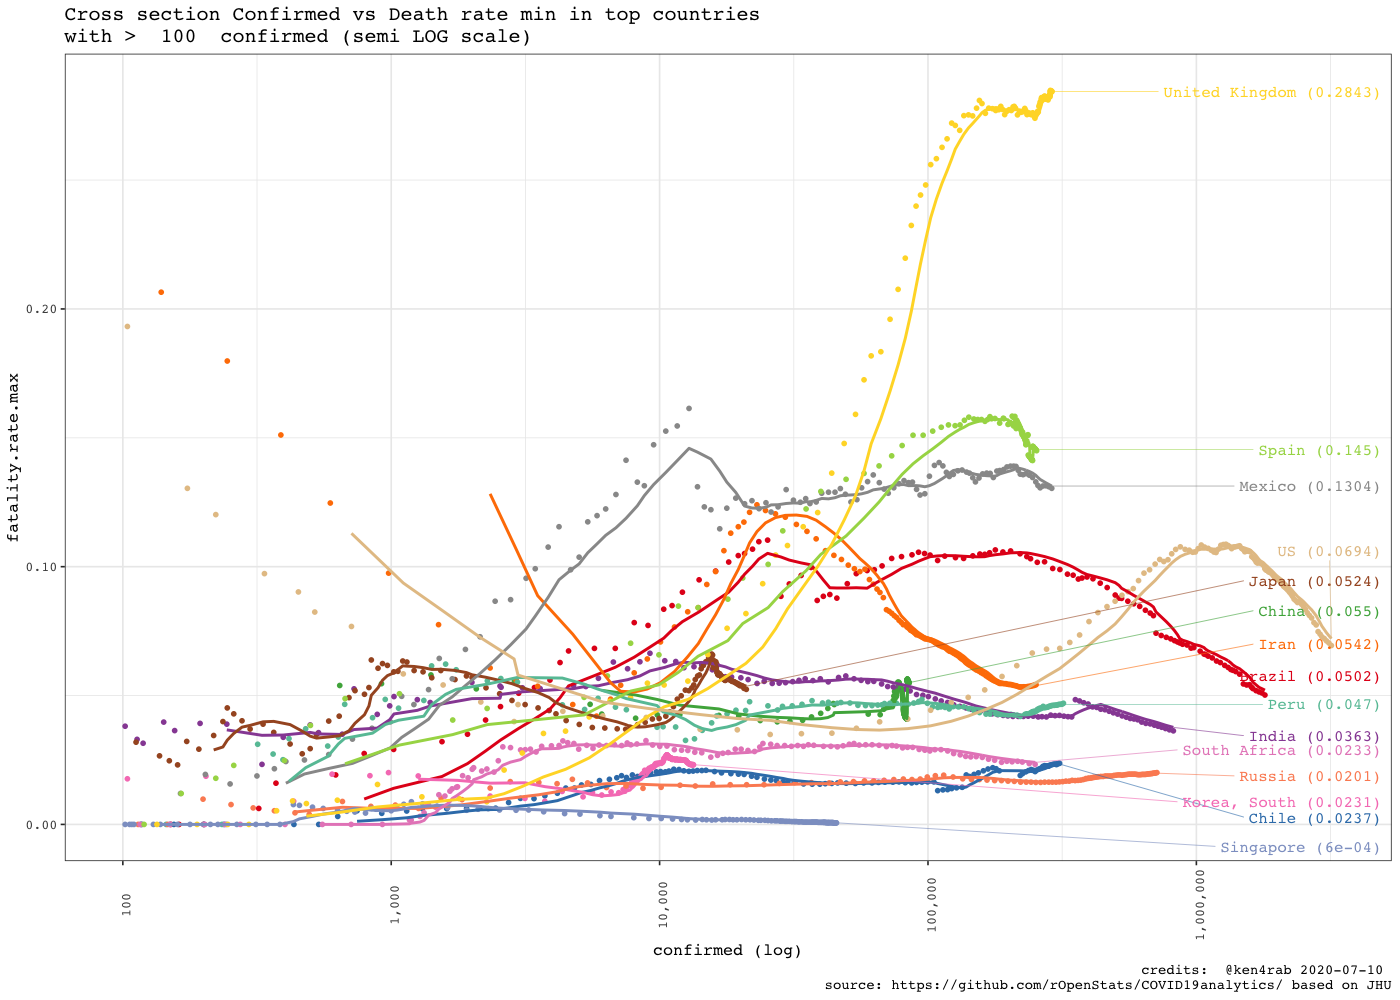 Cross section Confirmed vs Death rate min in top countries
with >  100  confirmed (semi LOG scale)
fatality.rate.max
0.20
0.10
0.00
United Kingdom (0.2843)
Spain (0.145)
Mexico (0.1304)
US (0.0694)
Japan (0.0524)
China (0.055)
Iran (0.0542)
Brazil (0.0502)
Peru (0.047)
India (0.0363)
South Africa (0.0233)
Russia (0.0201)
Korea, South (0.0231)
Chile (0.0237)
Singapore (6e-04)
100
1,000
10,000
100,000
1,000,000
confirmed (log)
credits:  @ken4rab 2020-07-10
source: https://github.com/rOpenStats/COVID19analytics/ based on JHU